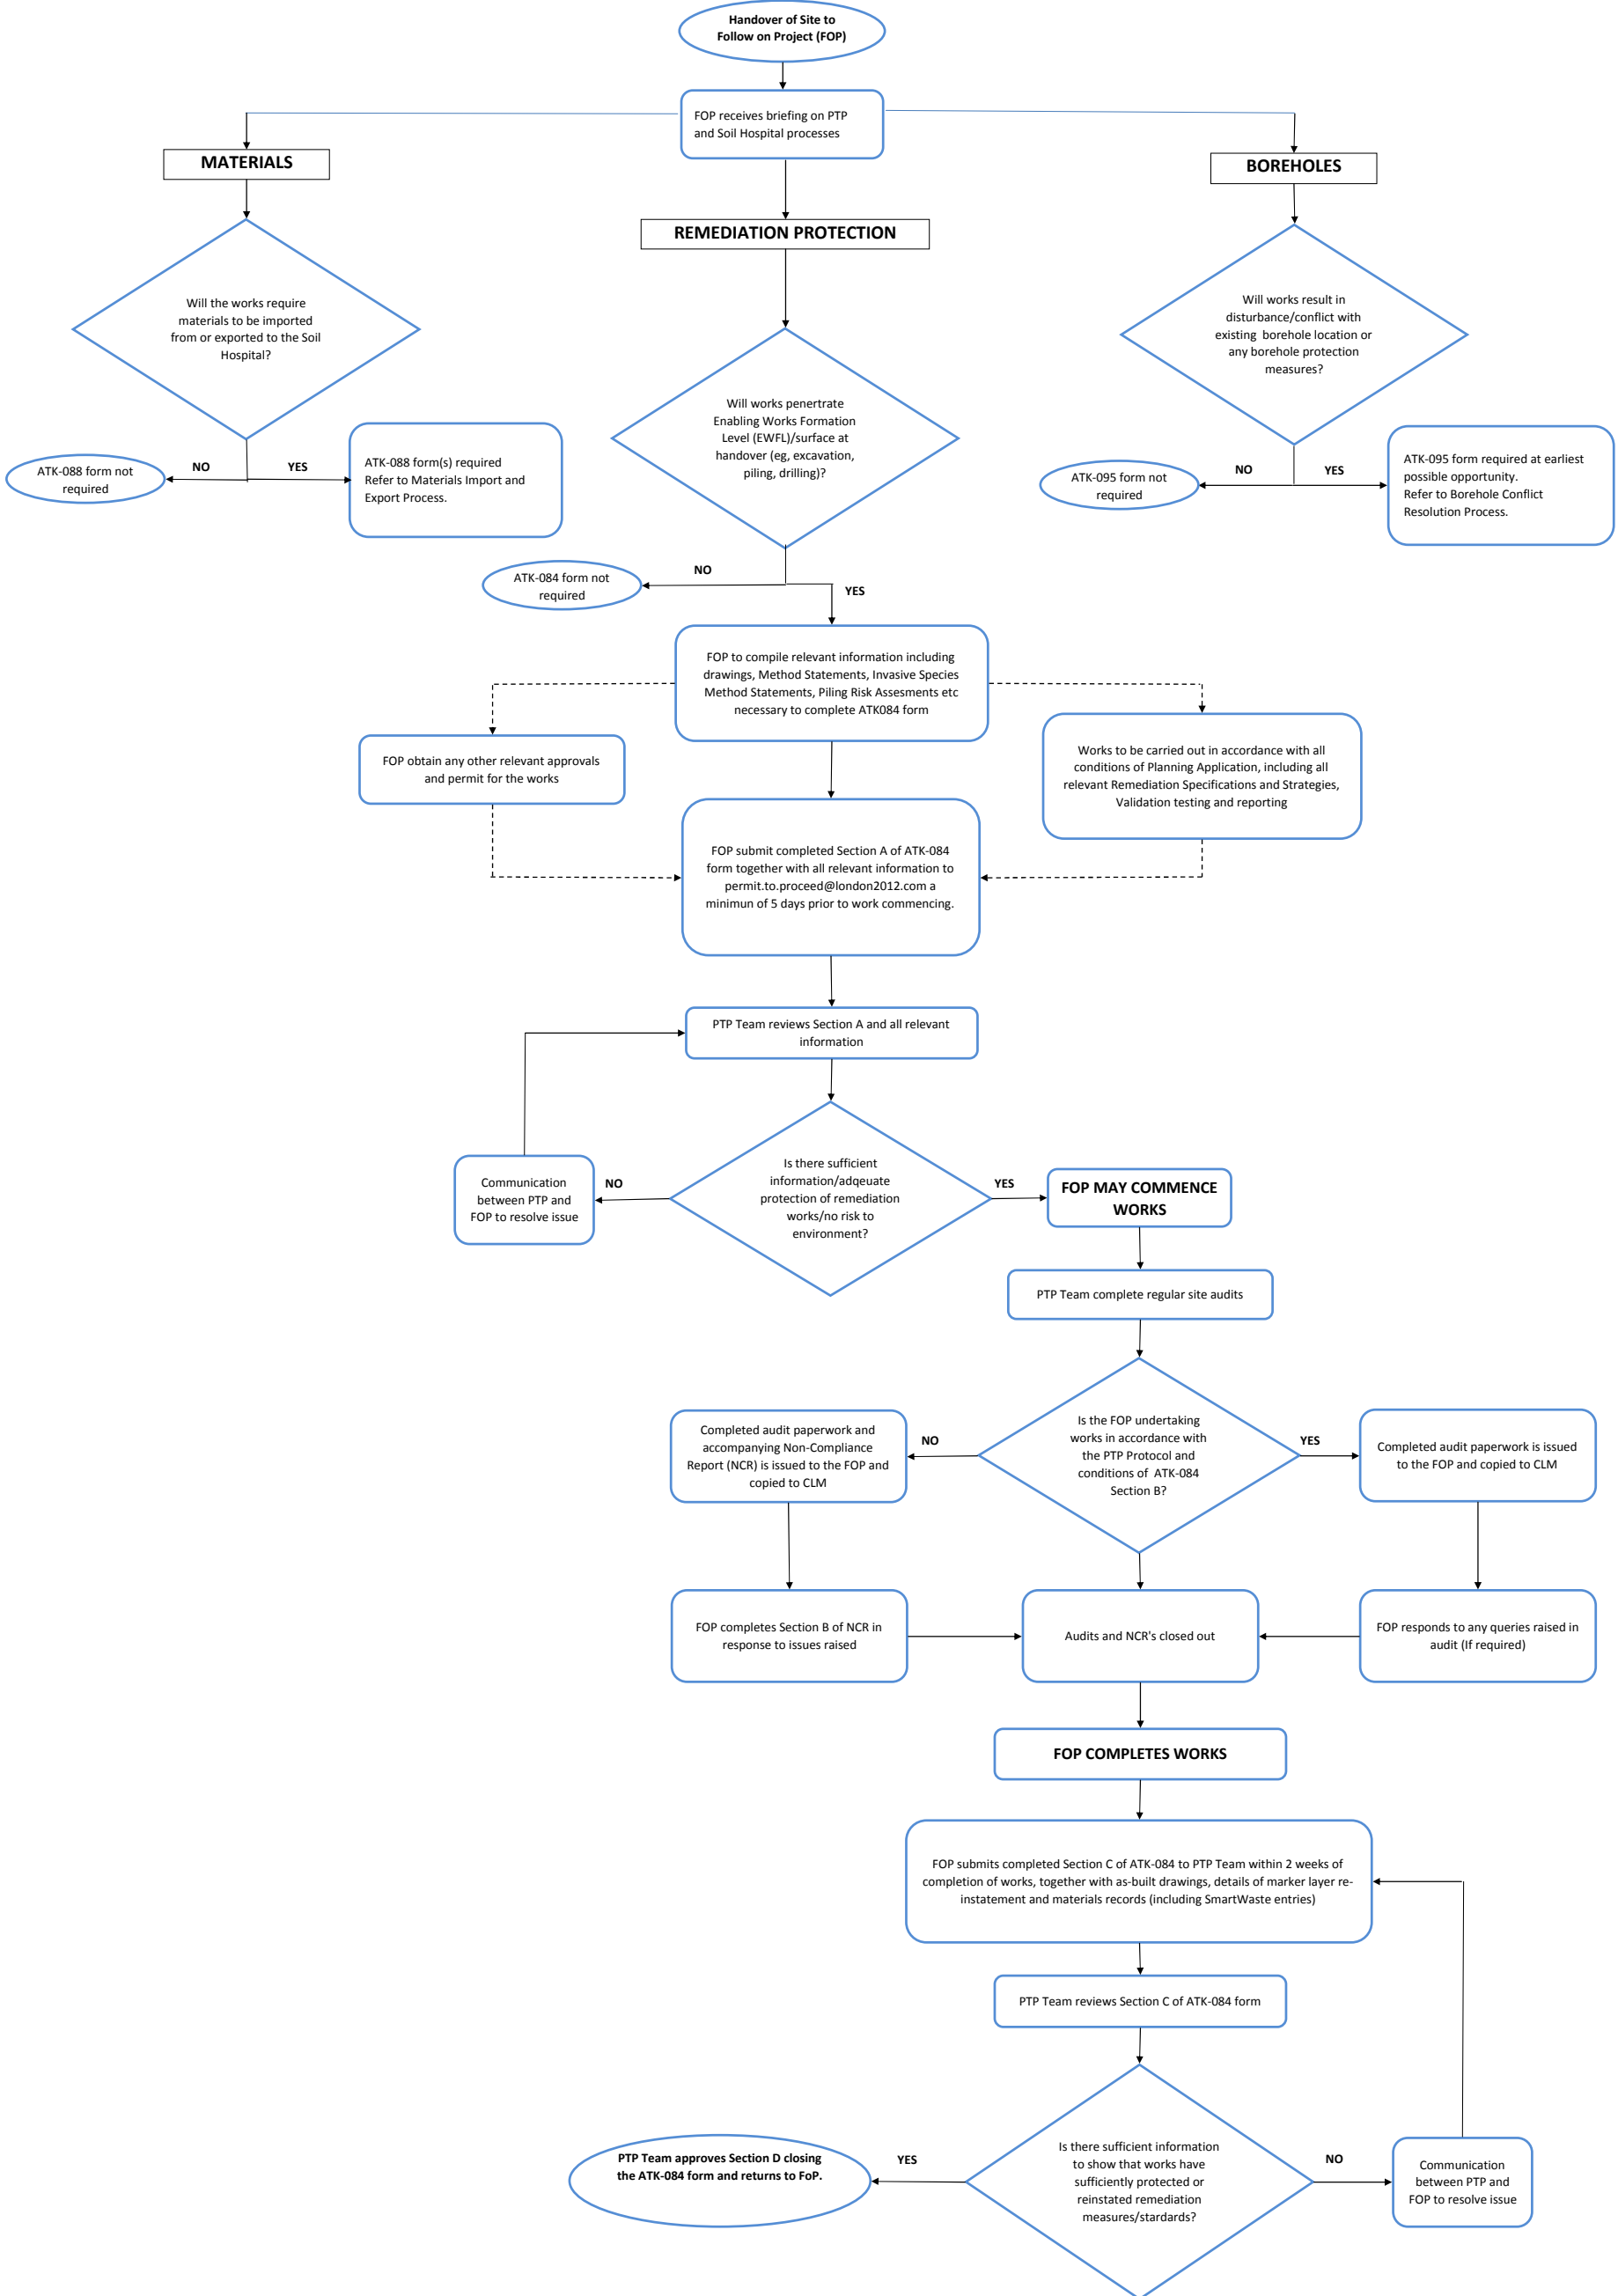 Handover of Site to
Follow on Project (FOP)
FOP receives briefing on PTP
and Soil Hospital processes
MATERIALS
BOREHOLES
REMEDIATION PROTECTION
Will the works require
materials to be imported
from or exported to the Soil
Hospital?
Will works result in
disturbance/conflict with
existing borehole location or
any borehole protection
measures?
Will works penertrate
Enabling Works Formation
Level (EWFL)/surface at
handover (eg, excavation,
piling, drilling)?
ATK-088 form not
required
NO
YES
ATK-088 form(s) required
Refer to Materials Import and
Export Process.
ATK-095 form not
required
NO
YES
ATK-095 form required at earliest
possible opportunity.
Refer to Borehole Conflict
Resolution Process.
ATK-084 form not
required
NO
YES
FOP to compile relevant information including
drawings, Method Statements, Invasive Species
Method Statements, Piling Risk Assesments etc
necessary to complete ATK084 form
FOP obtain any other relevant approvals
and permit for the works
Works to be carried out in accordance with all
conditions of Planning Application, including all
relevant Remediation Specifications and Strategies,
Validation testing and reporting
FOP submit completed Section A of ATK-084
form together with all relevant information to
permit.to.proceed@london2012.com a
minimun of 5 days prior to work commencing.
PTP Team reviews Section A and all relevant
information
Communication
between PTP and
FOP to resolve issue
NO
Is there sufficient
information/adqeuate
protection of remediation
works/no risk to
environment?
YES
FOP MAY COMMENCE
WORKS
PTP Team complete regular site audits
Completed audit paperwork and
accompanying Non-Compliance
Report (NCR) is issued to the FOP and
copied to CLM
NO
Is the FOP undertaking
works in accordance with
the PTP Protocol and
conditions of ATK-084
Section B?
YES
Completed audit paperwork is issued
to the FOP and copied to CLM
FOP completes Section B of NCR in
response to issues raised
Audits and NCR's closed out
FOP responds to any queries raised in
audit (If required)
FOP COMPLETES WORKS
FOP submits completed Section C of ATK-084 to PTP Team within 2 weeks of
completion of works, together with as-built drawings, details of marker layer re-
instatement and materials records (including SmartWaste entries)
PTP Team reviews Section C of ATK-084 form
PTP Team approves Section D closing
the ATK-084 form and returns to FoP.
YES
Is there sufficient information
to show that works have
sufficiently protected or
reinstated remediation
measures/stardards?
NO
Communication
between PTP and
FOP to resolve issue